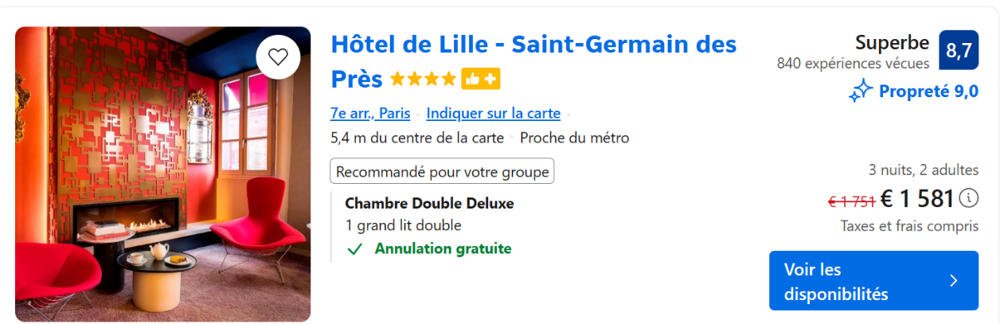 Hôtel de Lille - Saint-Germain des
Près
7e arr., Paris · Indiquer sur la carte ·
5,4 m du centre de la carte · Proche du métro
Recommandé pour votre groupe
Chambre Double Deluxe
1 grand lit double
Annulation gratuite
Superbe
840 expériences vécues
8,7
Propreté 9,0
3 nuits, 2 adultes
€ 1 751 € 1 581
Taxes et frais compris
Voir les
disponibilités